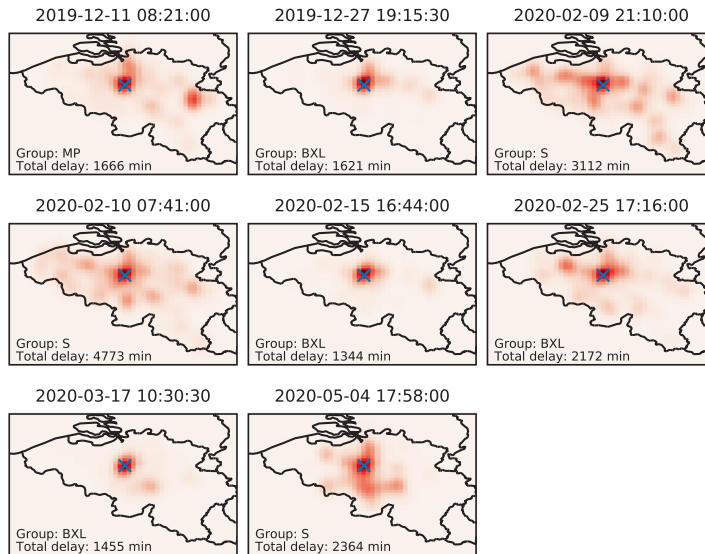 2019-12-11 08:21:00
2019-12-27 19:15:30
2020-02-09 21:10:00
Group: MP
Total delay: 1666 min
Group: BXL
Total delay: 1621 min
Group: S
Total delay: 3112 min
2020-02-10 07:41:00
2020-02-15 16:44:00
2020-02-25 17:16:00
Group: S
Total delay: 4773 min
Group: BXL
Total delay: 1344 min
Group: BXL
Total delay: 2172 min
2020-03-17 10:30:30
2020-05-04 17:58:00
Group: BXL
Total delay: 1455 min
Group: S
Total delay: 2364 min